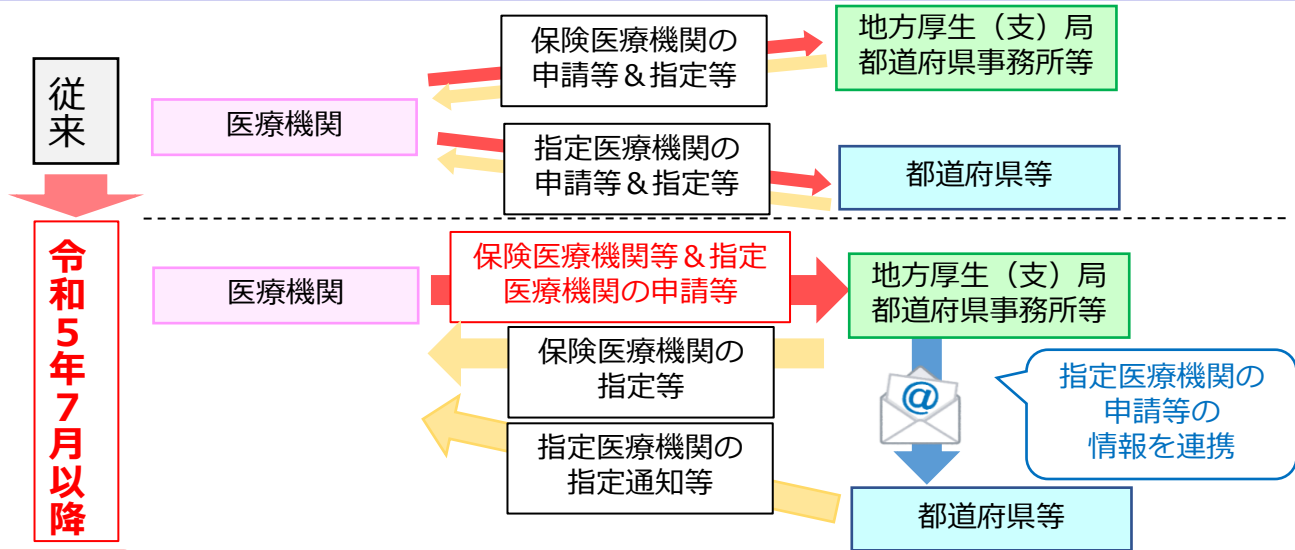 従来
保険医療機関の
申請等＆指定等
地方厚生（支）局
都道府県事務所等
医療機関
指定医療機関の
申請等＆指定等
都道府県等
令和５年７月以降
保険医療機関等＆指定
医療機関の申請等
医療機関
地方厚生（支）局
都道府県事務所等
保険医療機関の
指定等
@
指定医療機関の
申請等の
情報を連携
指定医療機関の
指定通知等
都道府県等